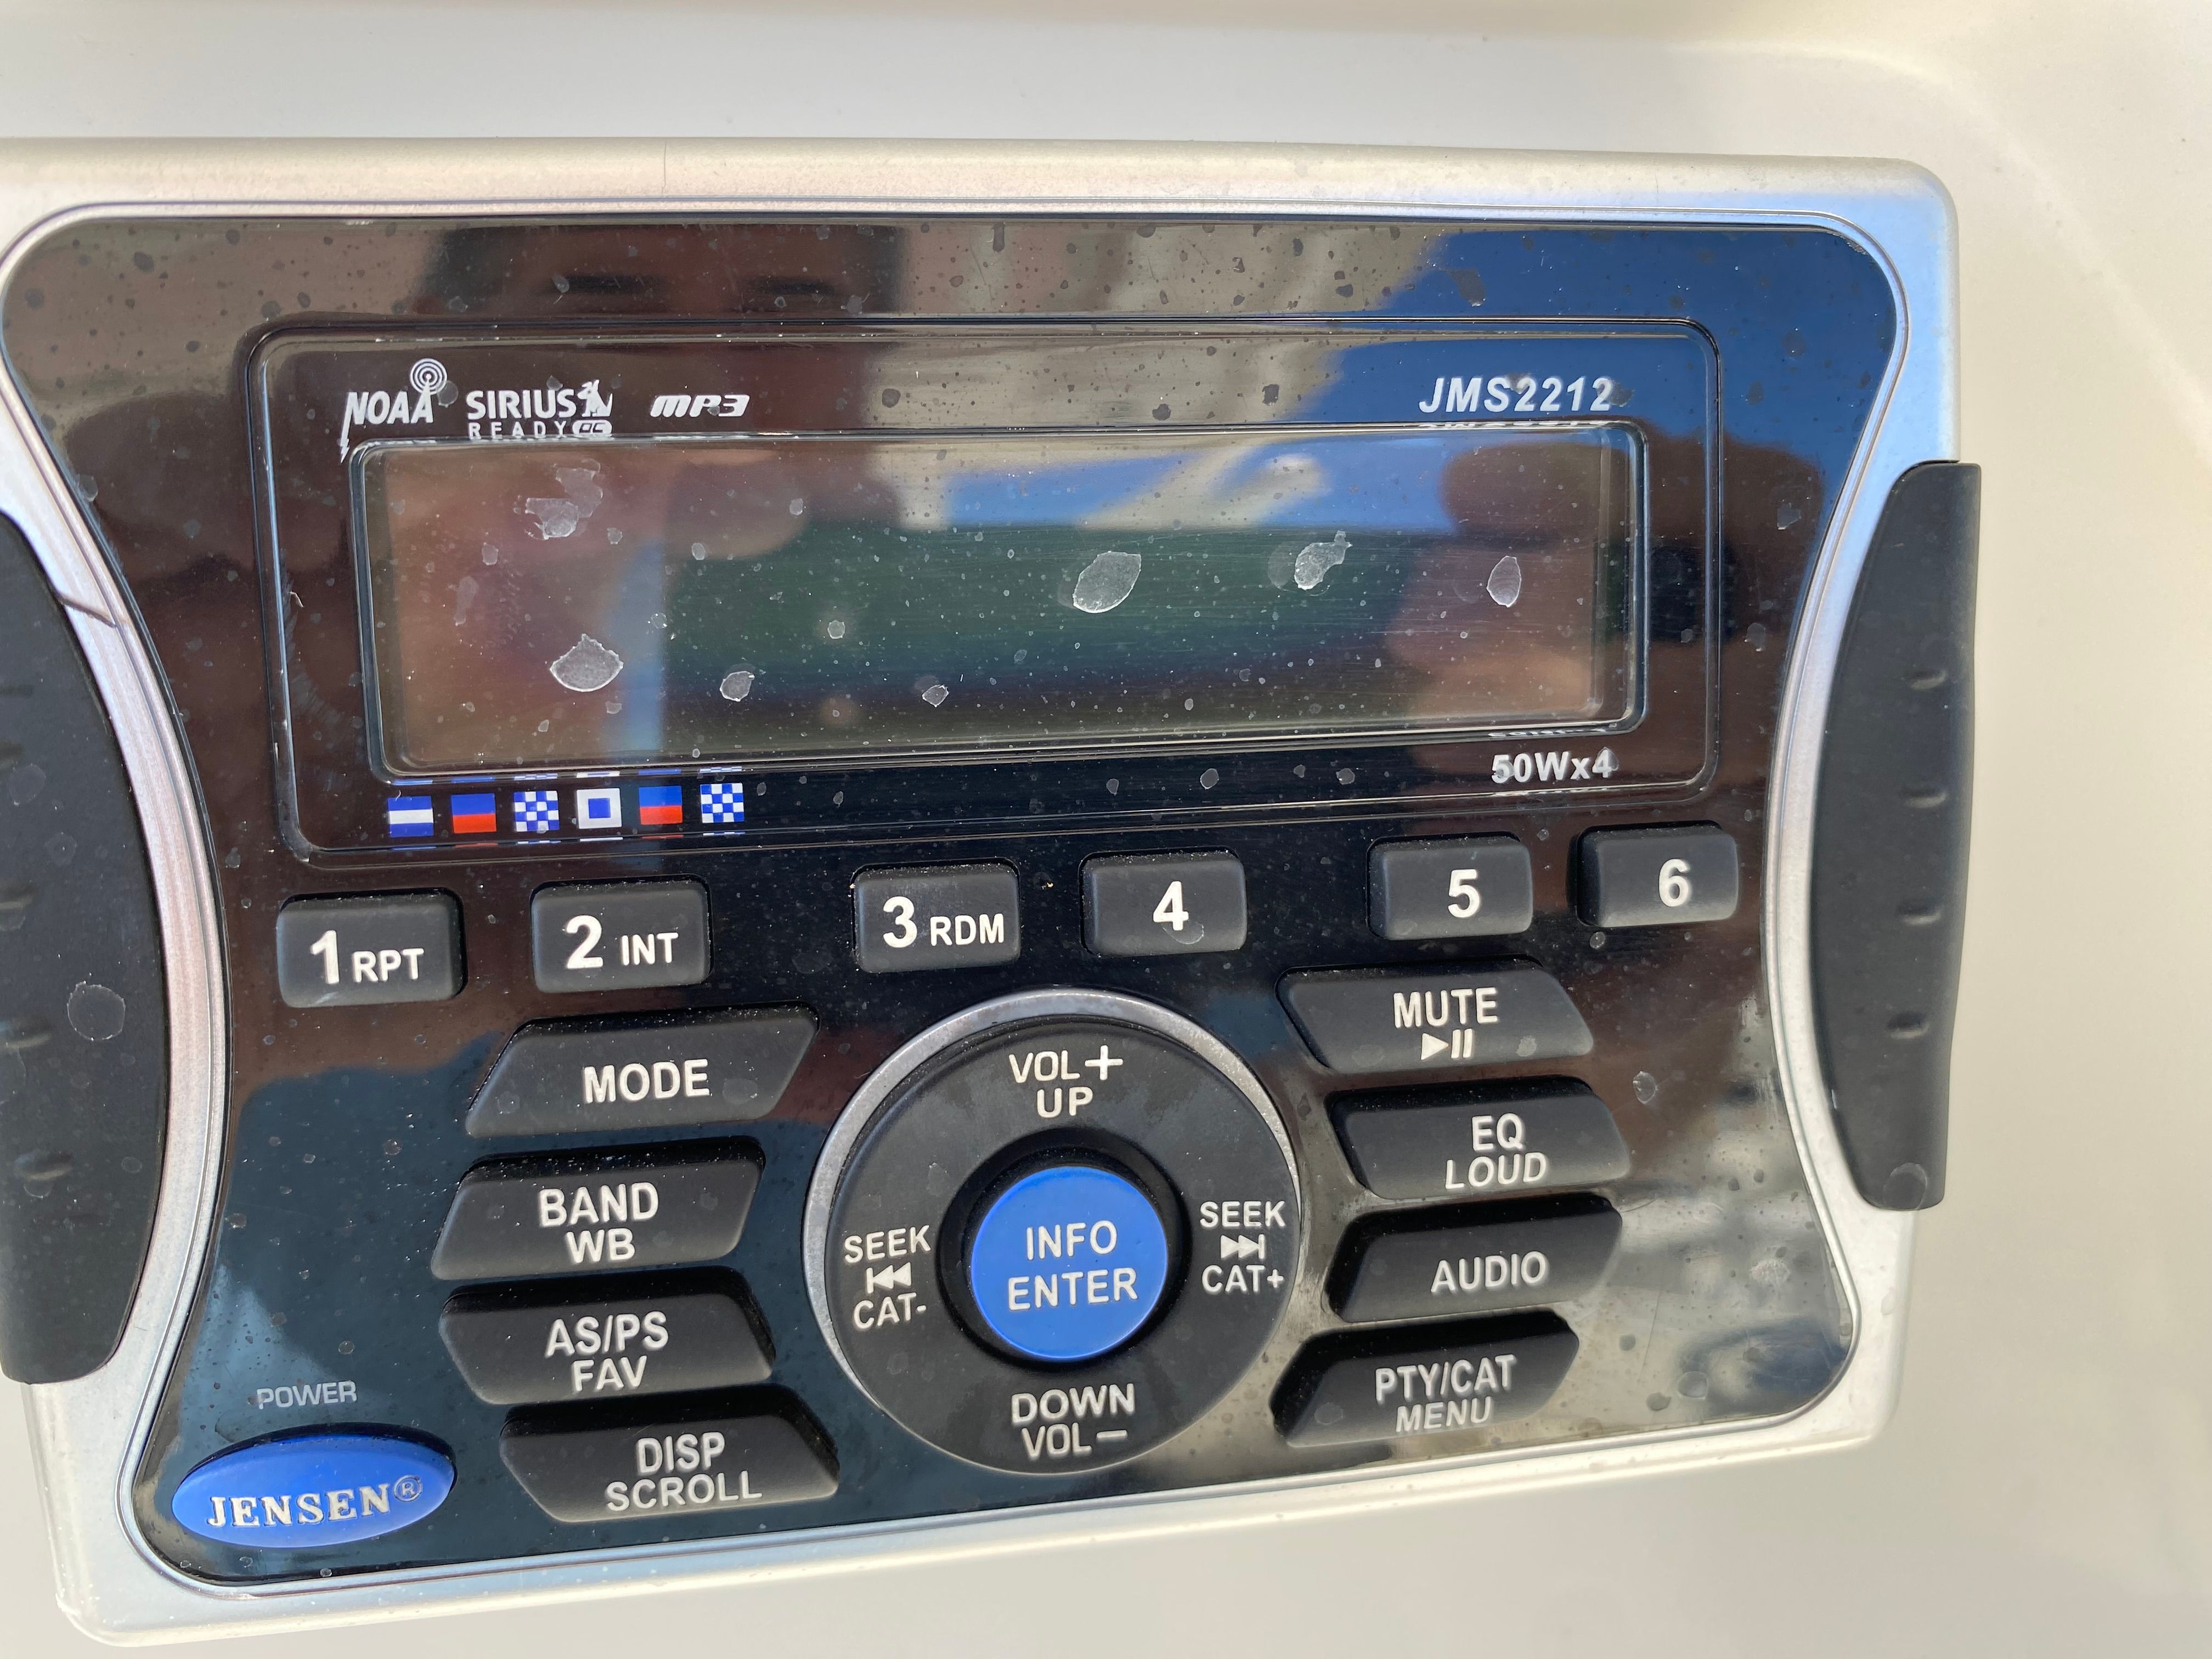 NOAA SIRIUS MP3 JMS2212
READY
50Wx4
1 RPT 2 INT 3 RDM 4 5 6
MODE
BAND
WB
AS/PS
FAV
DISP
SCROLL
POWER
JENSEN®
VOL+
UP
SEEK
CAT-
INFO
ENTER
SEEK
CAT+
DOWN
VOL-
MUTE
EQ
LOUD
AUDIO
PTY/CAT
MENU